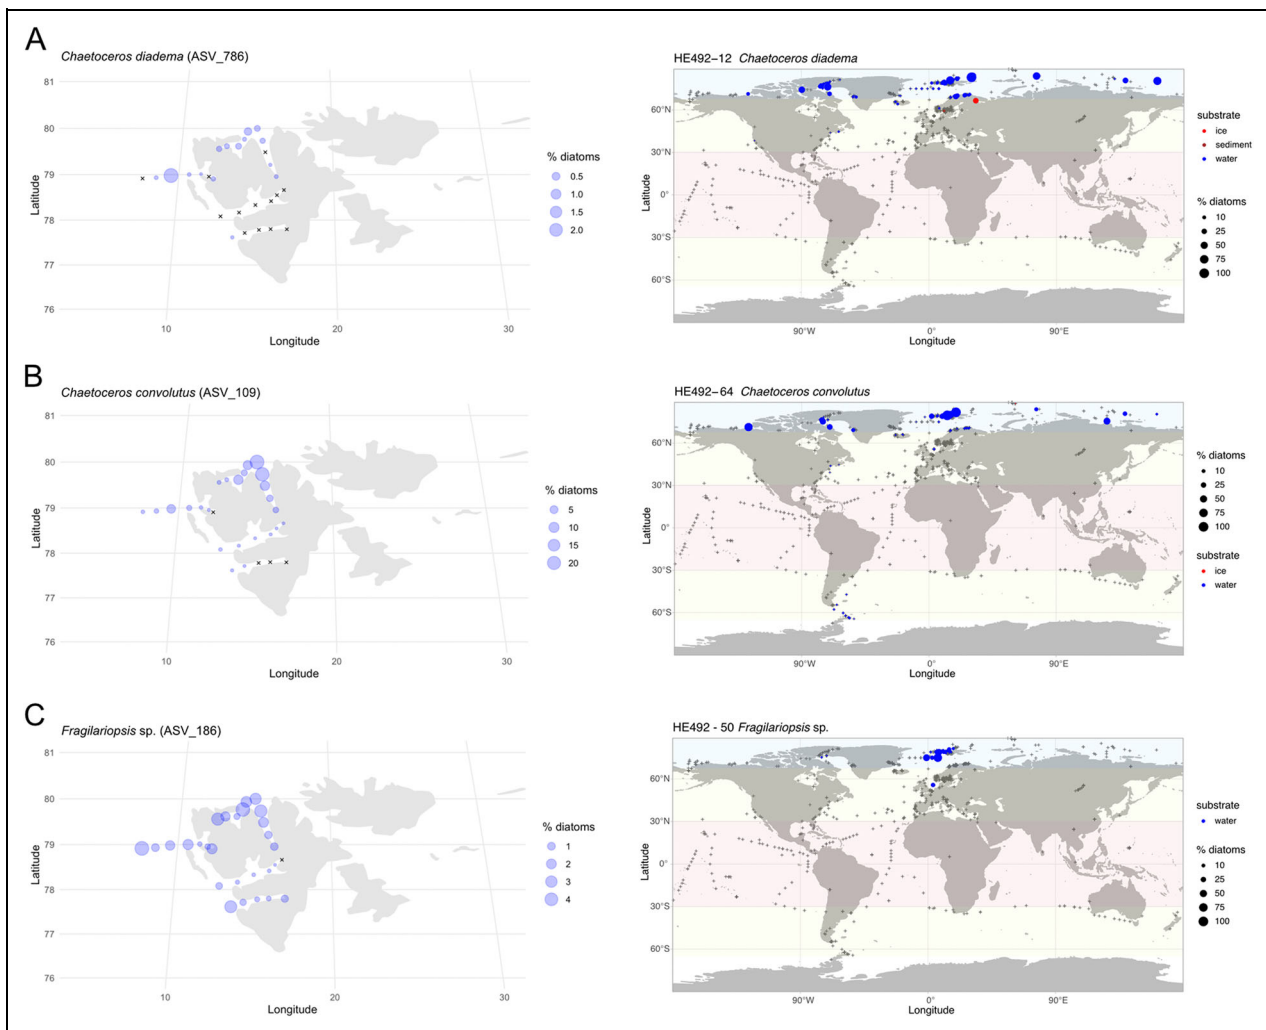 A
Chaetoceros diadema (ASV_786)
81
80
79
78
77
76
Latitude
10
20
30
Longitude
% diatoms
0.5
1.0
1.5
2.0
HE492–12 Chaetoceros diadema
60°N
30°N
0°
30°S
60°S
Latitude
90°W
0°
90°E
Longitude
substrate
ice
sediment
water
% diatoms
10
25
50
75
100
B
Chaetoceros convolutus (ASV_109)
81
80
79
78
77
76
Latitude
10
20
30
Longitude
% diatoms
5
10
15
20
HE492–64 Chaetoceros convolutus
60°N
30°N
0°
30°S
60°S
Latitude
90°W
0°
90°E
Longitude
% diatoms
10
25
50
75
100
substrate
ice
water
C
Fragilariopsis sp. (ASV_186)
81
80
79
78
77
76
Latitude
10
20
30
Longitude
% diatoms
1
2
3
4
HE492 - 50 Fragilariopsis sp.
60°N
30°N
0°
30°S
60°S
Latitude
90°W
0°
90°E
Longitude
substrate
water
% diatoms
10
25
50
75
100